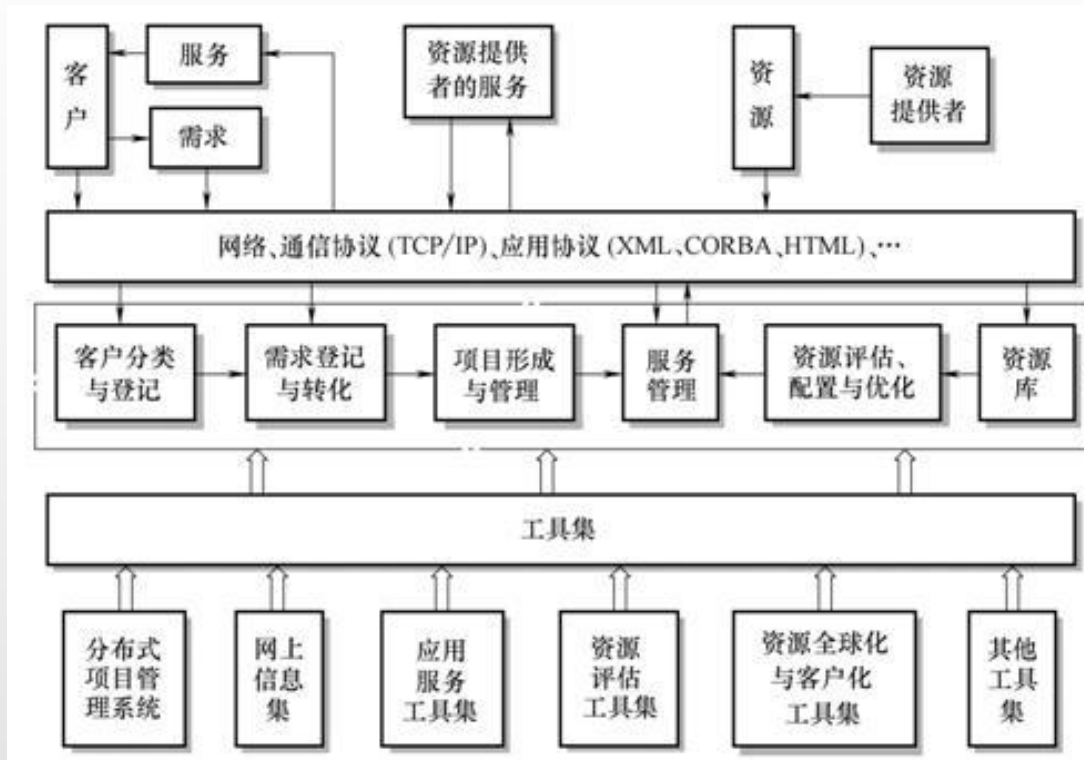 客
户
服务
需求
资源提供
者的服务
资
源
资源
提供者
网络、通信协议(TCP/IP)、应用协议(XML、CORBA、HTML)、…
客户分类
与登记
需求登记
与转化
项目形成
与管理
服务
管理
资源评估、
配置与优化
资源
库
工具集
分布式
项目管
理系统
网上
信息
集
应用
服务
工具集
资源
评估
工具集
资源全球化
与客户化
工具集
其他
工具
集